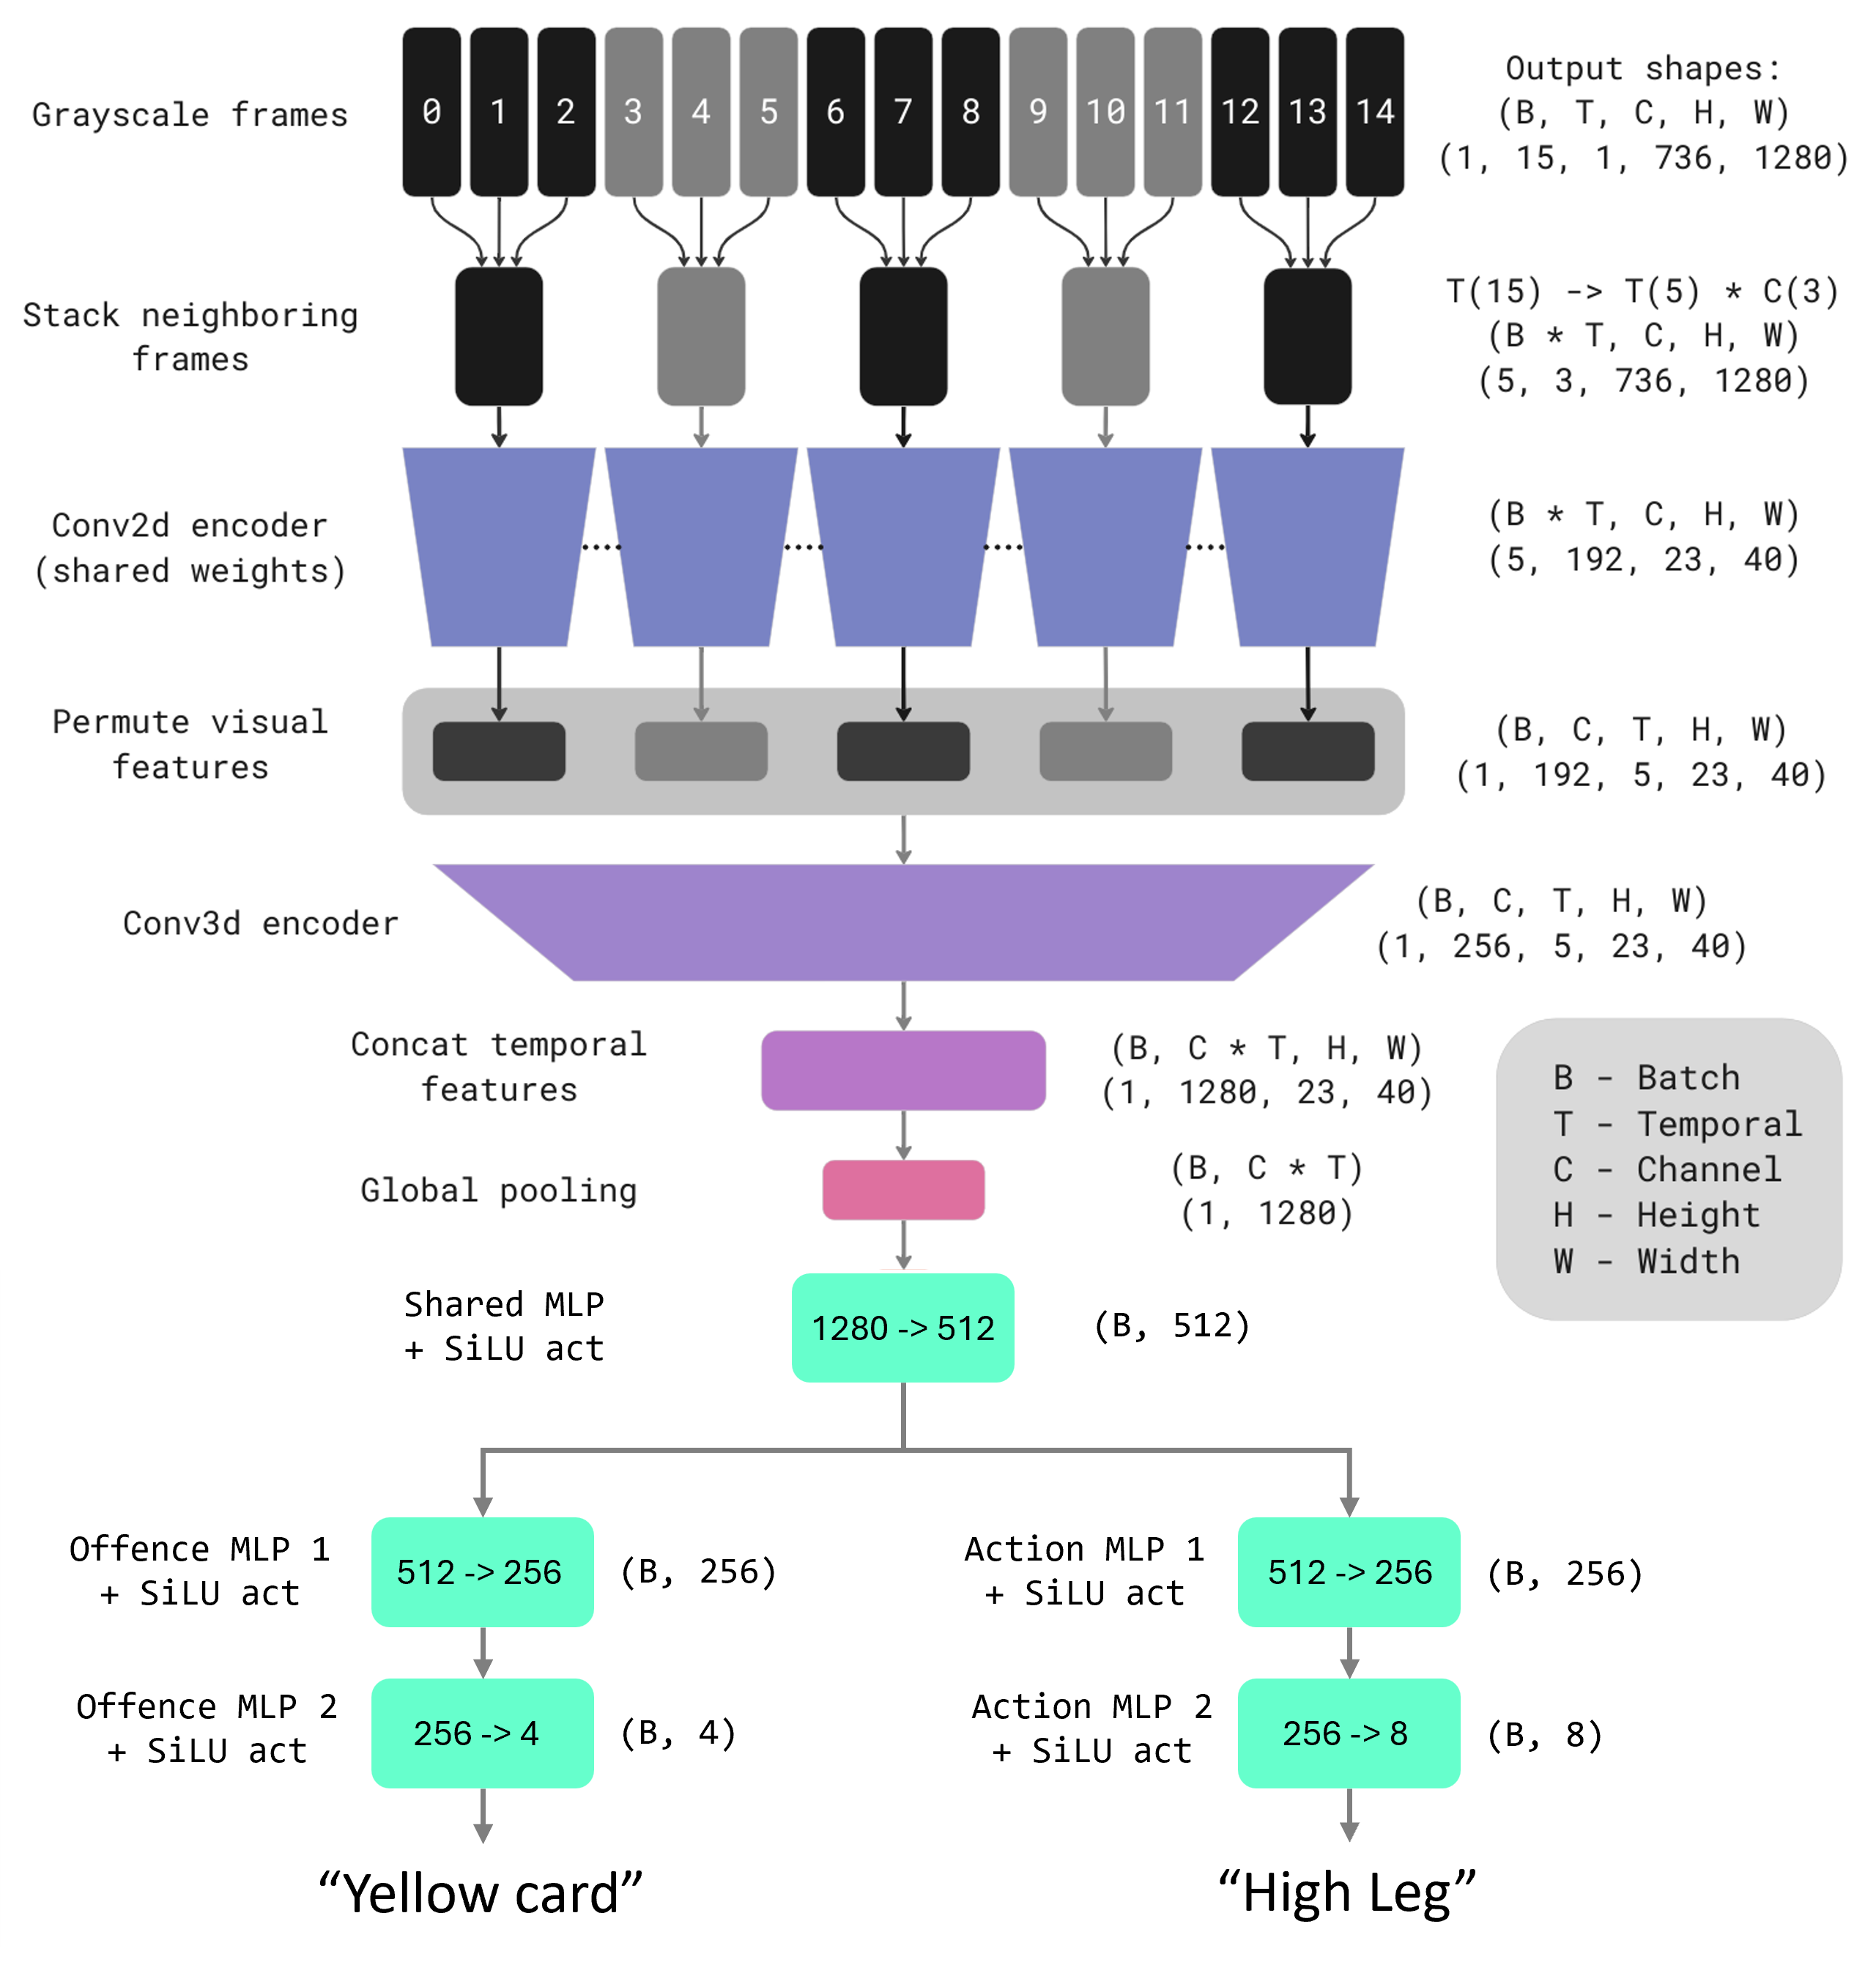 Grayscale frames
0 1 2 3 4 5 6 7 8 9 10 11 12 13 14
Output shapes:
(B, T, C, H, W)
(1, 15, 1, 736, 1280)
Stack neighboring
frames
T(15) -> T(5) * C(3)
(B * T, C, H, W)
(5, 3, 736, 1280)
Conv2d encoder
(shared weights)
(B * T, C, H, W)
(5, 192, 23, 40)
Permute visual
features
(B, C, T, H, W)
(1, 192, 5, 23, 40)
Conv3d encoder
(B, C, T, H, W)
(1, 256, 5, 23, 40)
Concat temporal
features
(B, C * T, H, W)
(1, 1280, 23, 40)
Global pooling
(B, C * T)
(1, 1280)
B - Batch
T - Temporal
C - Channel
H - Height
W - Width
Shared MLP
+ SiLU act
1280 -> 512
(B, 512)
Offence MLP 1
+ SiLU act
512 -> 256
(B, 256)
Action MLP 1
+ SiLU act
512 -> 256
(B, 256)
Offence MLP 2
+ SiLU act
256 -> 4
(B, 4)
Action MLP 2
+ SiLU act
256 -> 8
(B, 8)
“Yellow card”
“High Leg”